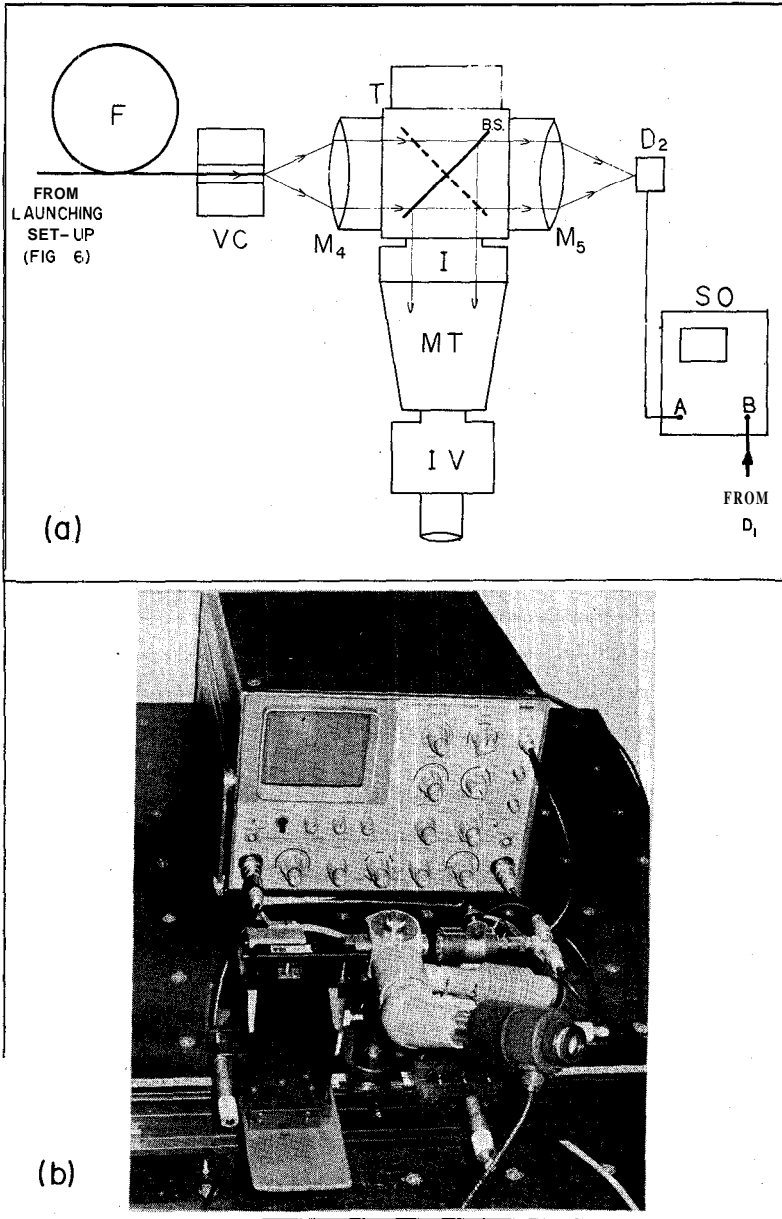 F
T
B.S.
D2
FROM
LAUNCHING
SET-UP
(FIG 6)
VC
M4
M5
I
SO
MT
A
B
IV
FROM
D1
(a)
(b)